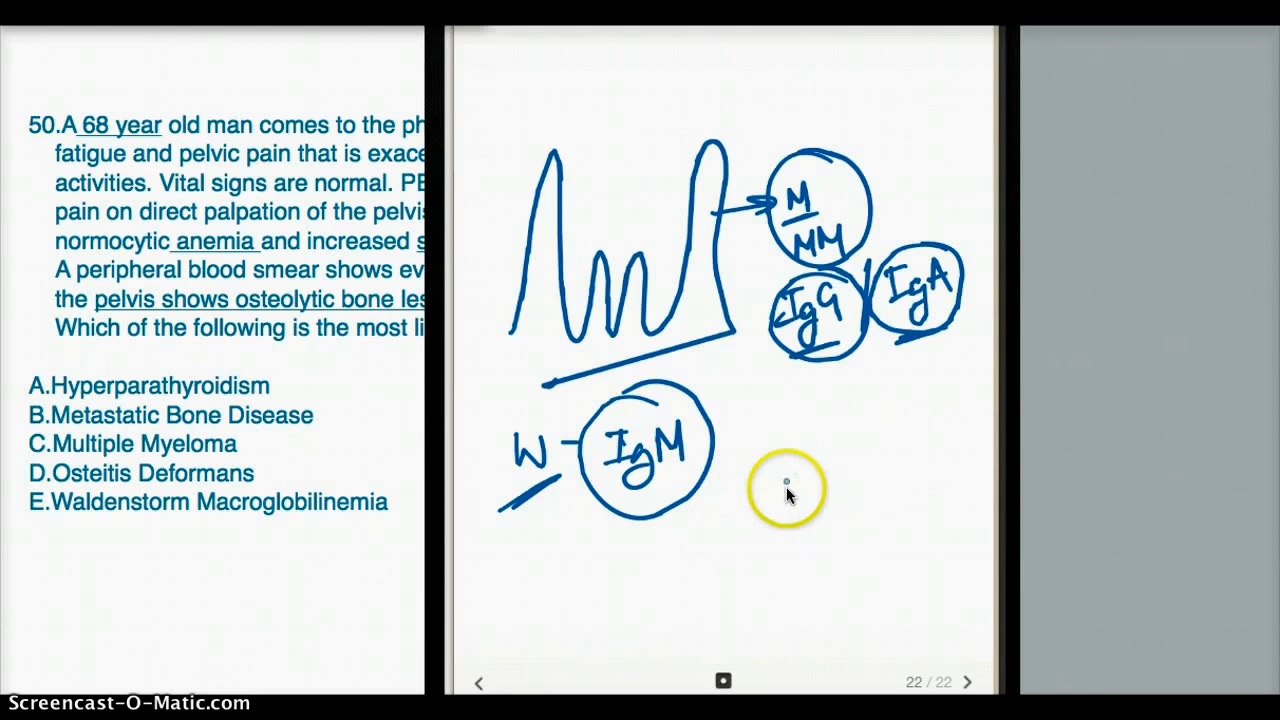 50.A 68 year old man comes to the ph
fatigue and pelvic pain that is exace
activities. Vital signs are normal. PE
pain on direct palpation of the pelvis
normocytic anemia and increased s
A peripheral blood smear shows ev
the pelvis shows osteolytic bone les
Which of the following is the most li
A.Hyperparathyroidism
B.Metastatic Bone Disease
C.Multiple Myeloma
D.Osteitis Deformans
E.Waldenstorm Macroglobilinemia
M
MM
IgG
IgA
W - IgM
22 / 22
Screencast-O-Matic.com